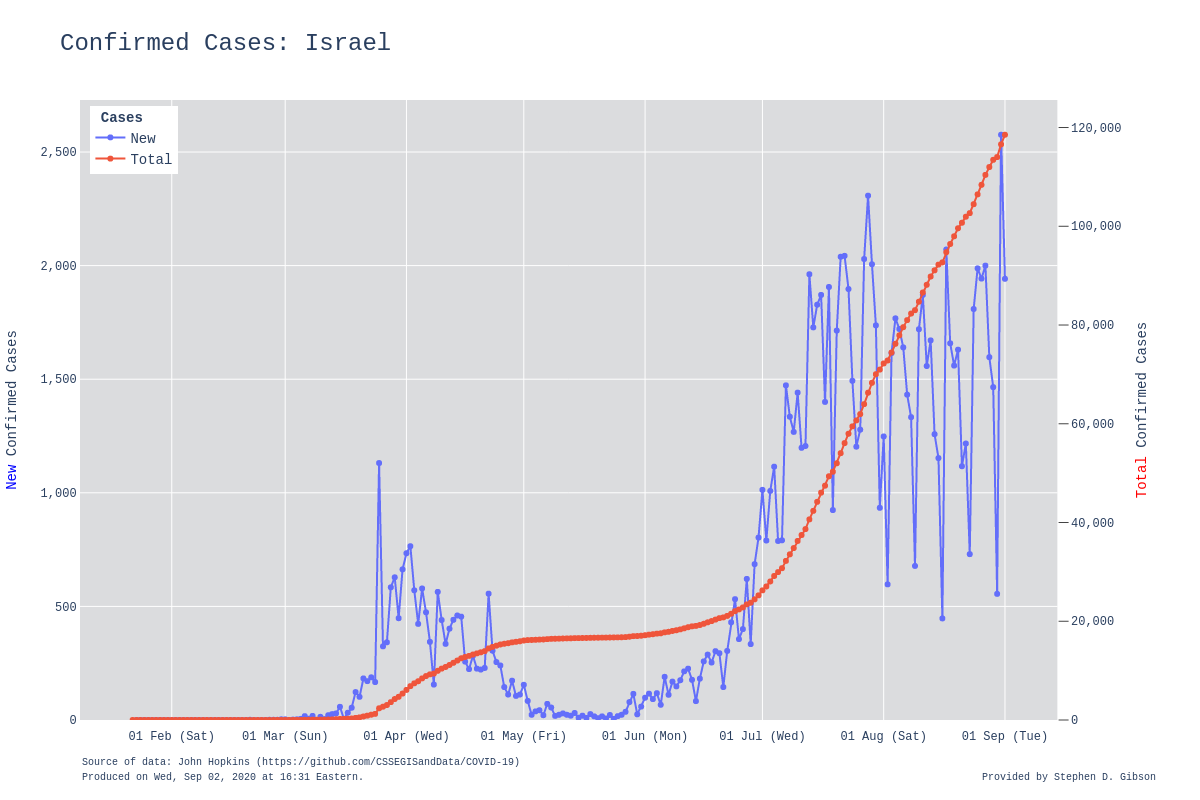 Confirmed Cases: Israel
Cases
New
Total
2,500
2,000
1,500
1,000
500
0
120,000
100,000
80,000
60,000
40,000
20,000
0
New Confirmed Cases
Total Confirmed Cases
01 Feb (Sat) 01 Mar (Sun) 01 Apr (Wed) 01 May (Fri) 01 Jun (Mon) 01 Jul (Wed) 01 Aug (Sat) 01 Sep (Tue)
Source of data: John Hopkins (https://github.com/CSSEGISandData/COVID-19)
Produced on Wed, Sep 02, 2020 at 16:31 Eastern.
Provided by Stephen D. Gibson